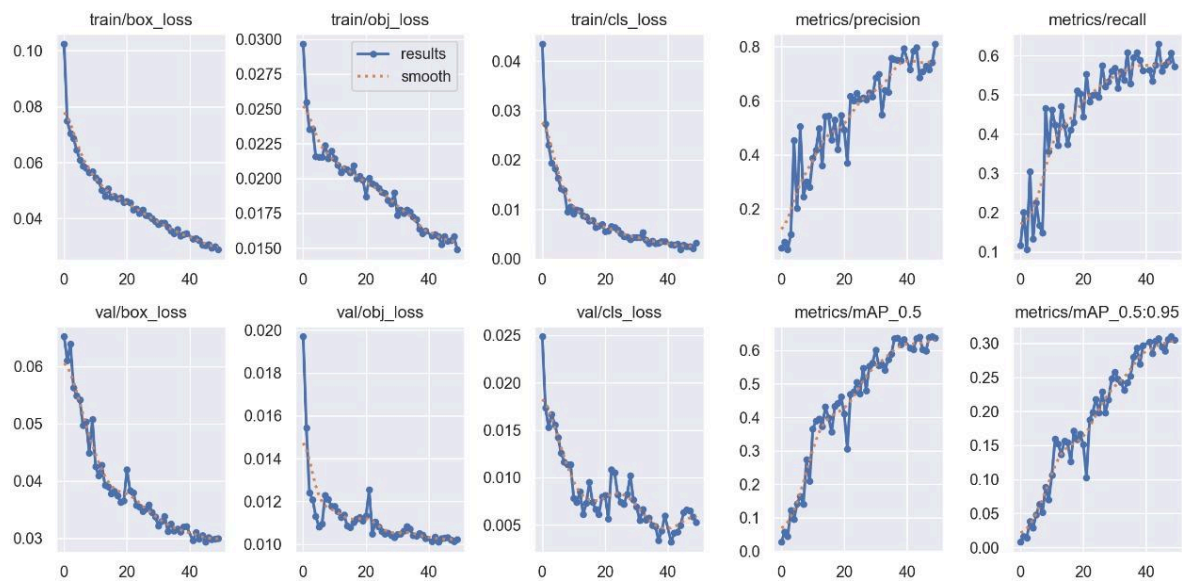 train/box_loss
0.10
0.08
0.06
0.04
0 20 40
train/obj_loss
0.0300
0.0275
0.0250
0.0225
0.0200
0.0175
0.0150
0 20 40
results
smooth
train/cls_loss
0.04
0.03
0.02
0.01
0.00
0 20 40
metrics/precision
0.8
0.6
0.4
0.2
0 20 40
metrics/recall
0.6
0.5
0.4
0.3
0.2
0.1
0 20 40
val/box_loss
0.06
0.05
0.04
0.03
0 20 40
val/obj_loss
0.020
0.018
0.016
0.014
0.012
0.010
0 20 40
val/cls_loss
0.025
0.020
0.015
0.010
0.005
0 20 40
metrics/mAP_0.5
0.6
0.5
0.4
0.3
0.2
0.1
0.0
0 20 40
metrics/mAP_0.5:0.95
0.30
0.25
0.20
0.15
0.10
0.05
0.00
0 20 40